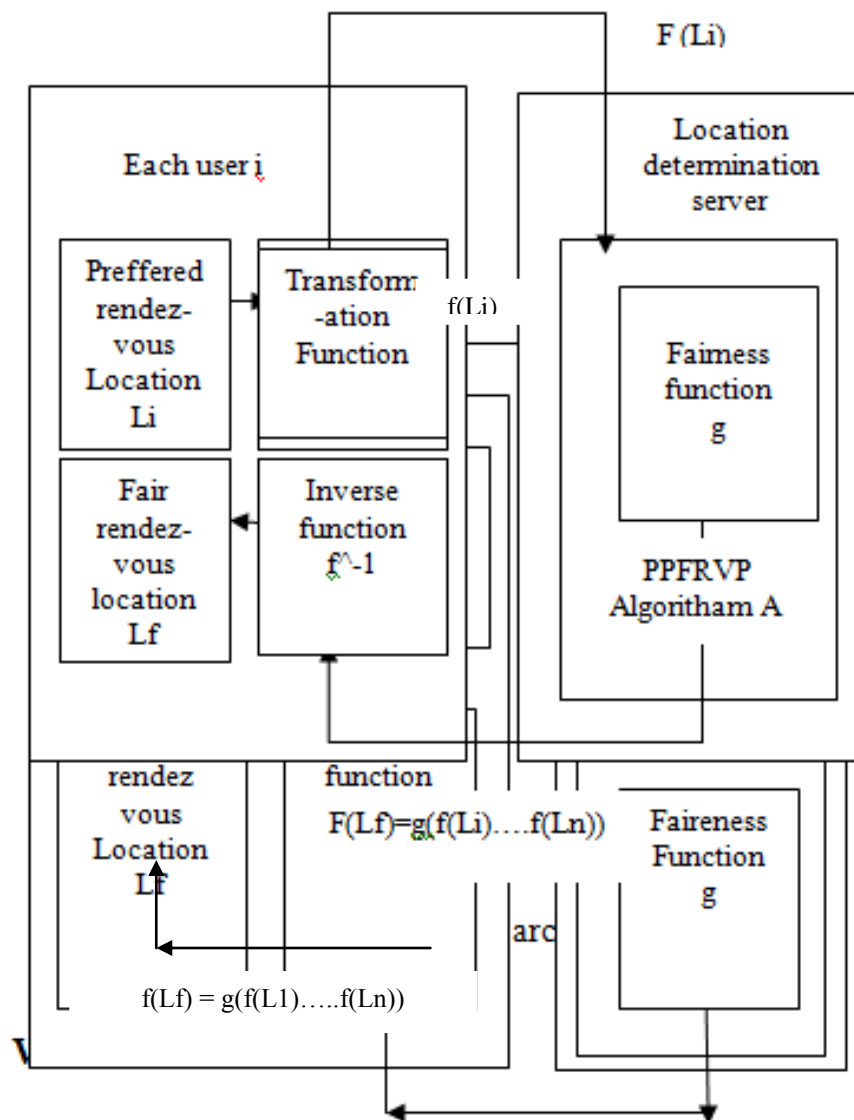 F (Li)
Each user i
Location
determination
server
Preffered
rendez-
vous
Location
Li
Transform
-ation
Function
f(Li)
Fairness
function
g
Fair
rendez-
vous
location
Lf
Inverse
function
f^-1
PPFRVP
Algoritham A
rendez
vous
Location
Lf
function
F(Lf)=g(f(Li)….f(Ln))
Faireness
Function
g
arc
f(Lf) = g(f(L1)…..f(Ln))